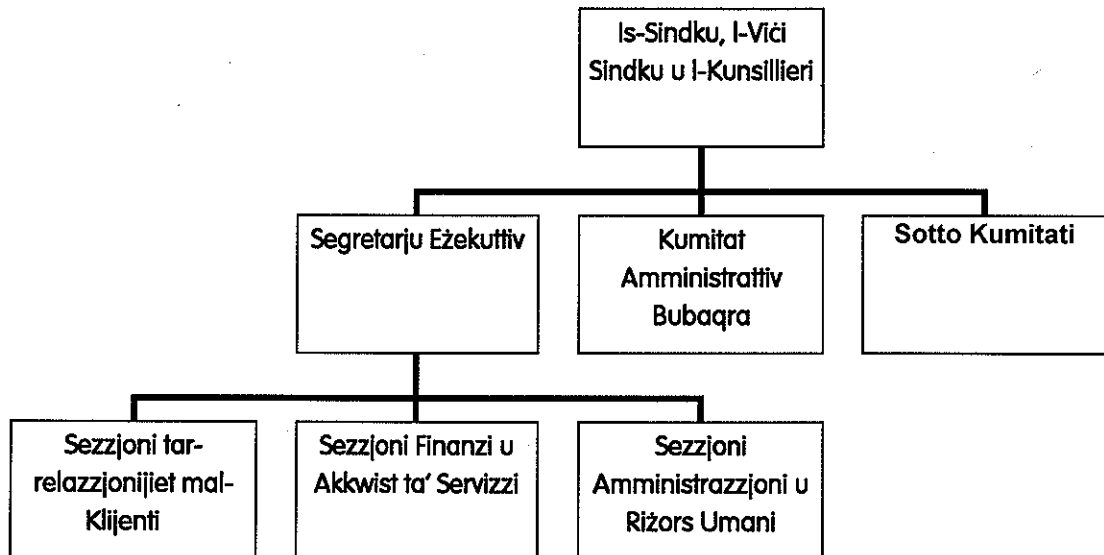 Is-Sindku, l-Viċi
Sindku u l-Kunsillieri
Segretarju Eżekuttiv
Kumitat
Amministrattiv
Bubaqra
Sotto Kumitati
Sezzjoni tar-
relazzjonijiet mal-
Klijenti
Sezzjoni Finanzi u
Akkwist ta’ Servizzi
Sezzjoni
Amministrazzjoni u
Riżors Umani